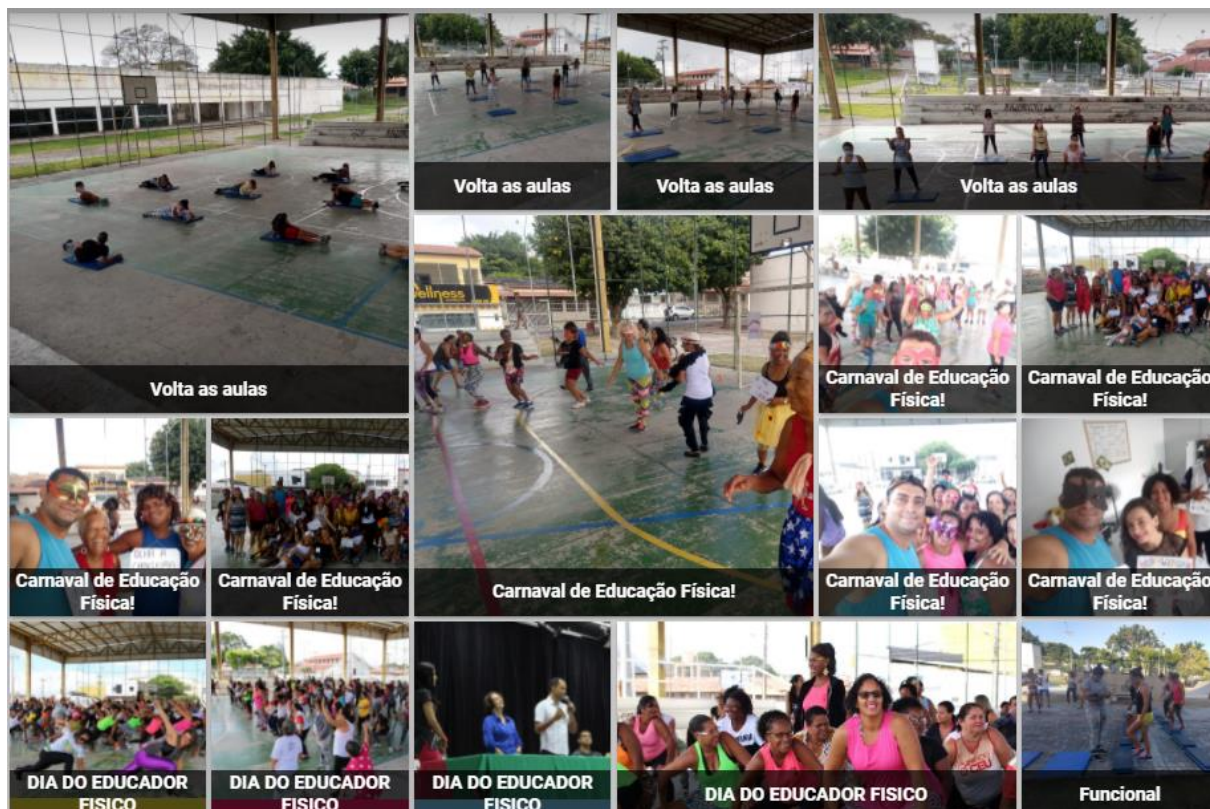 Volta as aulas
Volta as aulas
Volta as aulas
Volta as aulas
ellness
Carnaval de Educação
Física!
Carnaval de Educação
Física!
Carnaval de Educação
Física!
Carnaval de Educação
Física!
Carnaval de Educação Física!
Carnaval de Educação
Física!
Carnaval de Educação
Física!
DIA DO EDUCADOR
FISICO
DIA DO EDUCADOR
FISICO
DIA DO EDUCADOR
FISICO
DIA DO EDUCADOR FISICO
Funcional